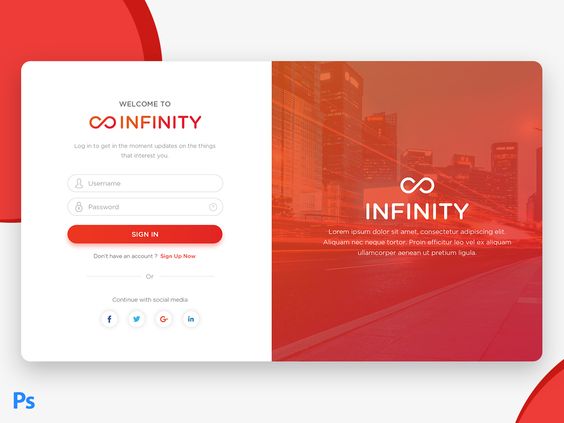 WELCOME TO
INFINITY
Log in to get in the moment updates on the things
that interest you.
Username
Password
?
SIGN IN
Don't have an account ? Sign Up Now
Or
Continue with social media
f
G+
in
INFINITY
Lorem ipsum dolor sit amet, consectetur adipiscing elit.
Aliquam nec neque tortor. Proin efficitur leo vel ex aliquam
ullamcorper aenean ut pretium ligula.
Ps